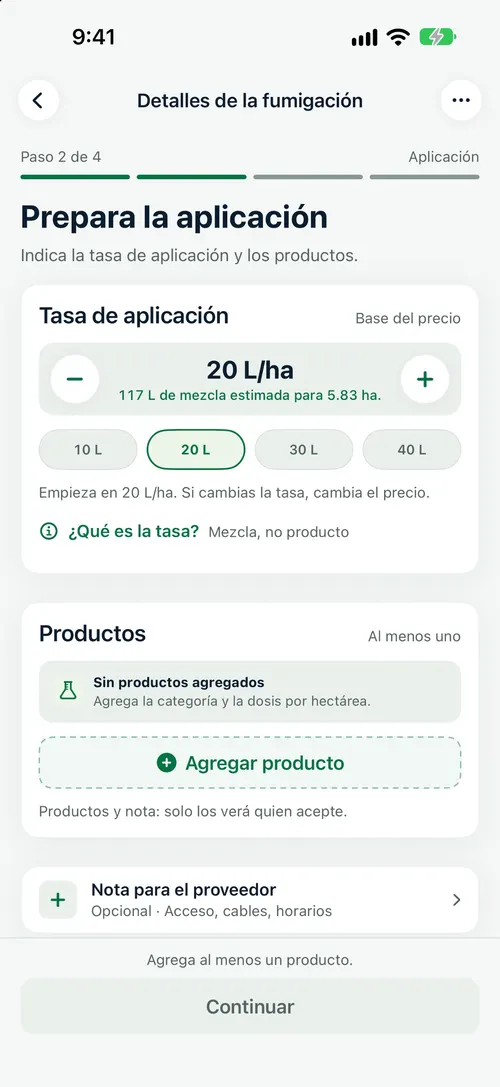 9:41
Detalles de la fumigación
Paso 2 de 4
Aplicación
Prepara la aplicación
Indica la tasa de aplicación y los productos.
Tasa de aplicación
Base del precio
20 L/ha
117 L de mezcla estimada para 5.83 ha.
10 L
20 L
30 L
40 L
Empieza en 20 L/ha. Si cambias la tasa, cambia el precio.
¿Qué es la tasa? Mezcla, no producto
Productos
Al menos uno
Sin productos agregados
Agrega la categoría y la dosis por hectárea.
Agregar producto
Productos y nota: solo los verá quien acepte.
Nota para el proveedor
Opcional · Acceso, cables, horarios
Agrega al menos un producto.
Continuar